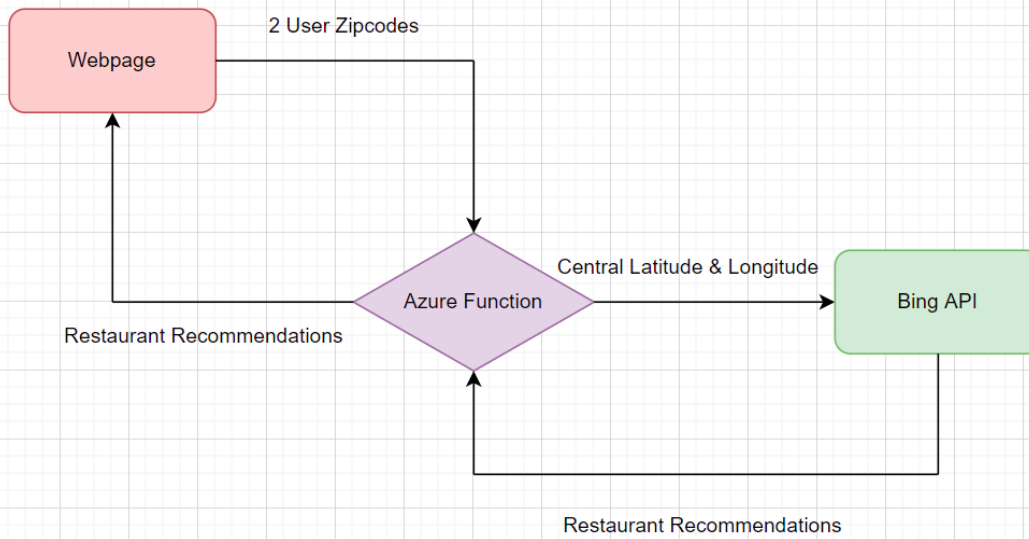 2 User Zipcodes
Webpage
Central Latitude & Longitude
Azure Function
Bing API
Restaurant Recommendations
Restaurant Recommendations